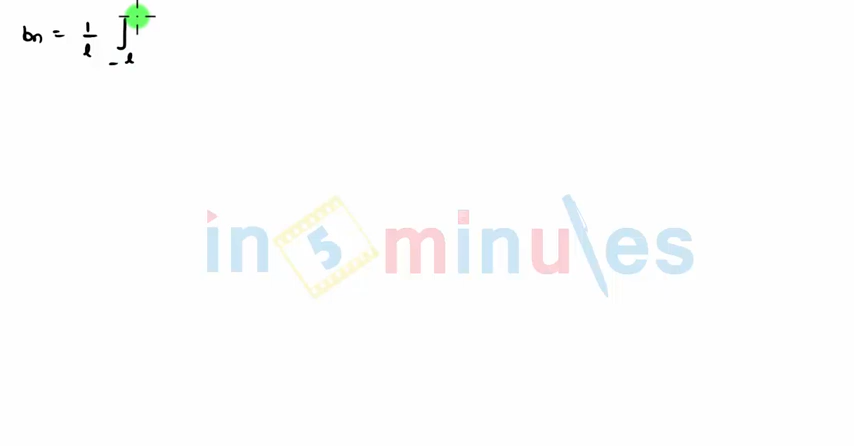 bn = 1/l ∫ -l
in 5 minutes